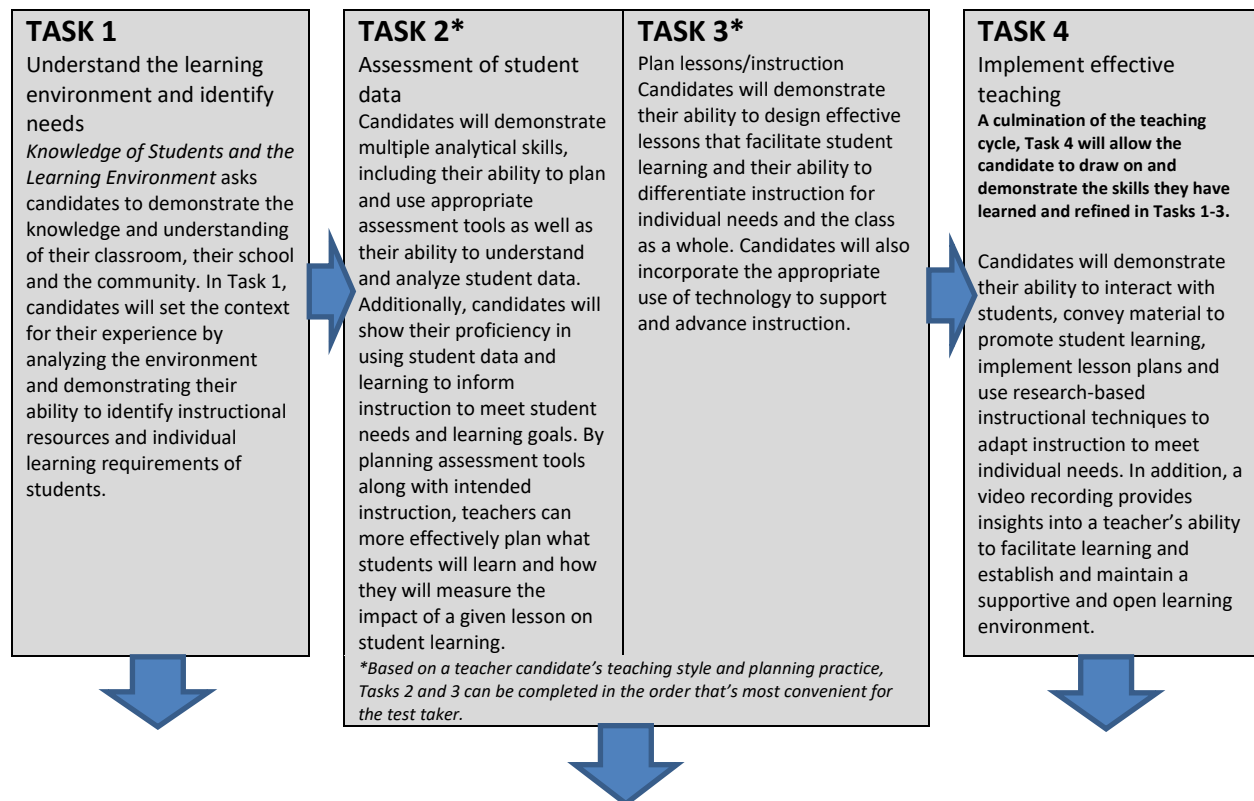 TASK 1
Understand the learning
environment and identify
needs
Knowledge of Students and the
Learning Environment asks
candidates to demonstrate the
knowledge and understanding
of their classroom, their school
and the community. In Task 1,
candidates will set the context
for their experience by
analyzing the environment
and demonstrating their
ability to identify instructional
resources and individual
learning requirements of
students.
TASK 2*
Assessment of student
data
Candidates will demonstrate
multiple analytical skills,
including their ability to plan
and use appropriate
assessment tools as well as
their ability to understand
and analyze student data.
Additionally, candidates will
show their proficiency in
using student data and
learning to inform
instruction to meet student
needs and learning goals. By
planning assessment tools
along with intended
instruction, teachers can
more effectively plan what
students will learn and how
they will measure the
impact of a given lesson on
student learning.
TASK 3*
Plan lessons/instruction
Candidates will demonstrate
their ability to design effective
lessons that facilitate student
learning and their ability to
differentiate instruction for
individual needs and the class
as a whole. Candidates will also
incorporate the appropriate
use of technology to support
and advance instruction.
*Based on a teacher candidate’s teaching style and planning practice,
Tasks 2 and 3 can be completed in the order that’s most convenient for
the test taker.
TASK 4
Implement effective
teaching
A culmination of the teaching
cycle, Task 4 will allow the
candidate to draw on and
demonstrate the skills they have
learned and refined in Tasks 1-3.
Candidates will demonstrate
their ability to interact with
students, convey material to
promote student learning,
implement lesson plans and
use research-based
instructional techniques to
adapt instruction to meet
individual needs. In addition, a
video recording provides
insights into a teacher’s ability
to facilitate learning and
establish and maintain a
supportive and open learning
environment.